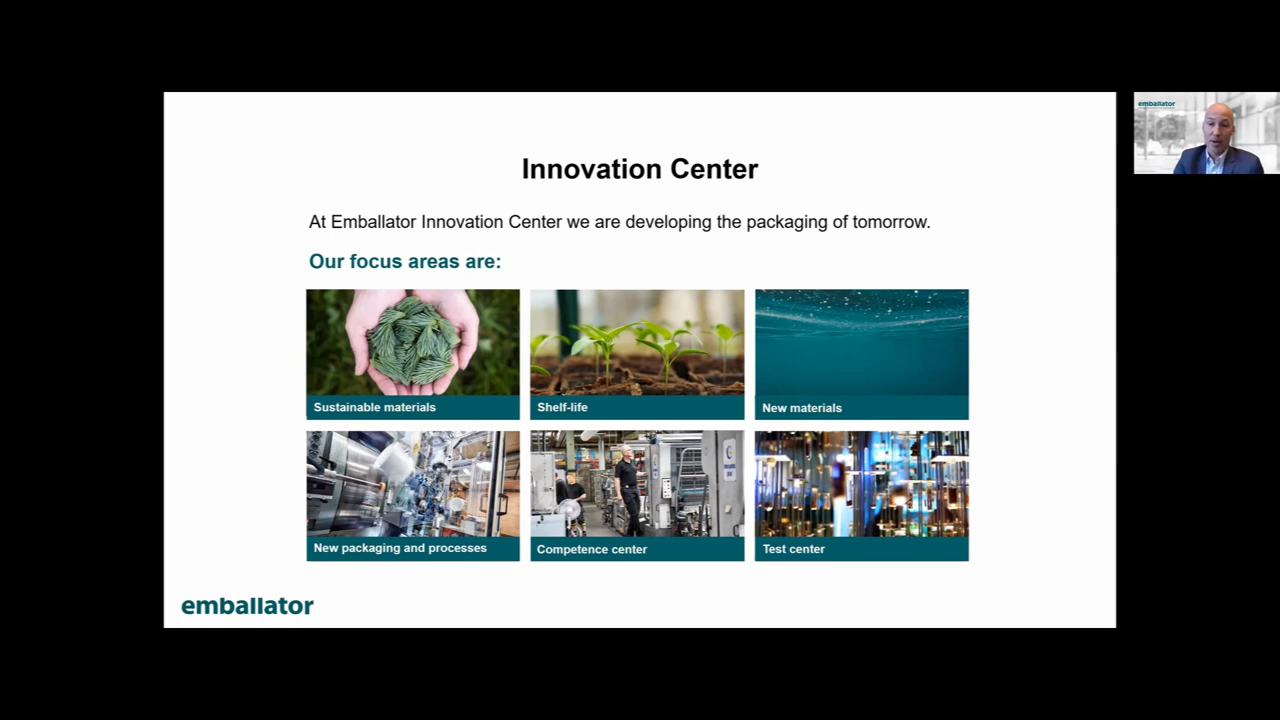 Innovation Center
At Emballator Innovation Center we are developing the packaging of tomorrow.
Our focus areas are:
Sustainable materials
Shelf-life
New materials
New packaging and processes
Competence center
Test center
emballator
emballator